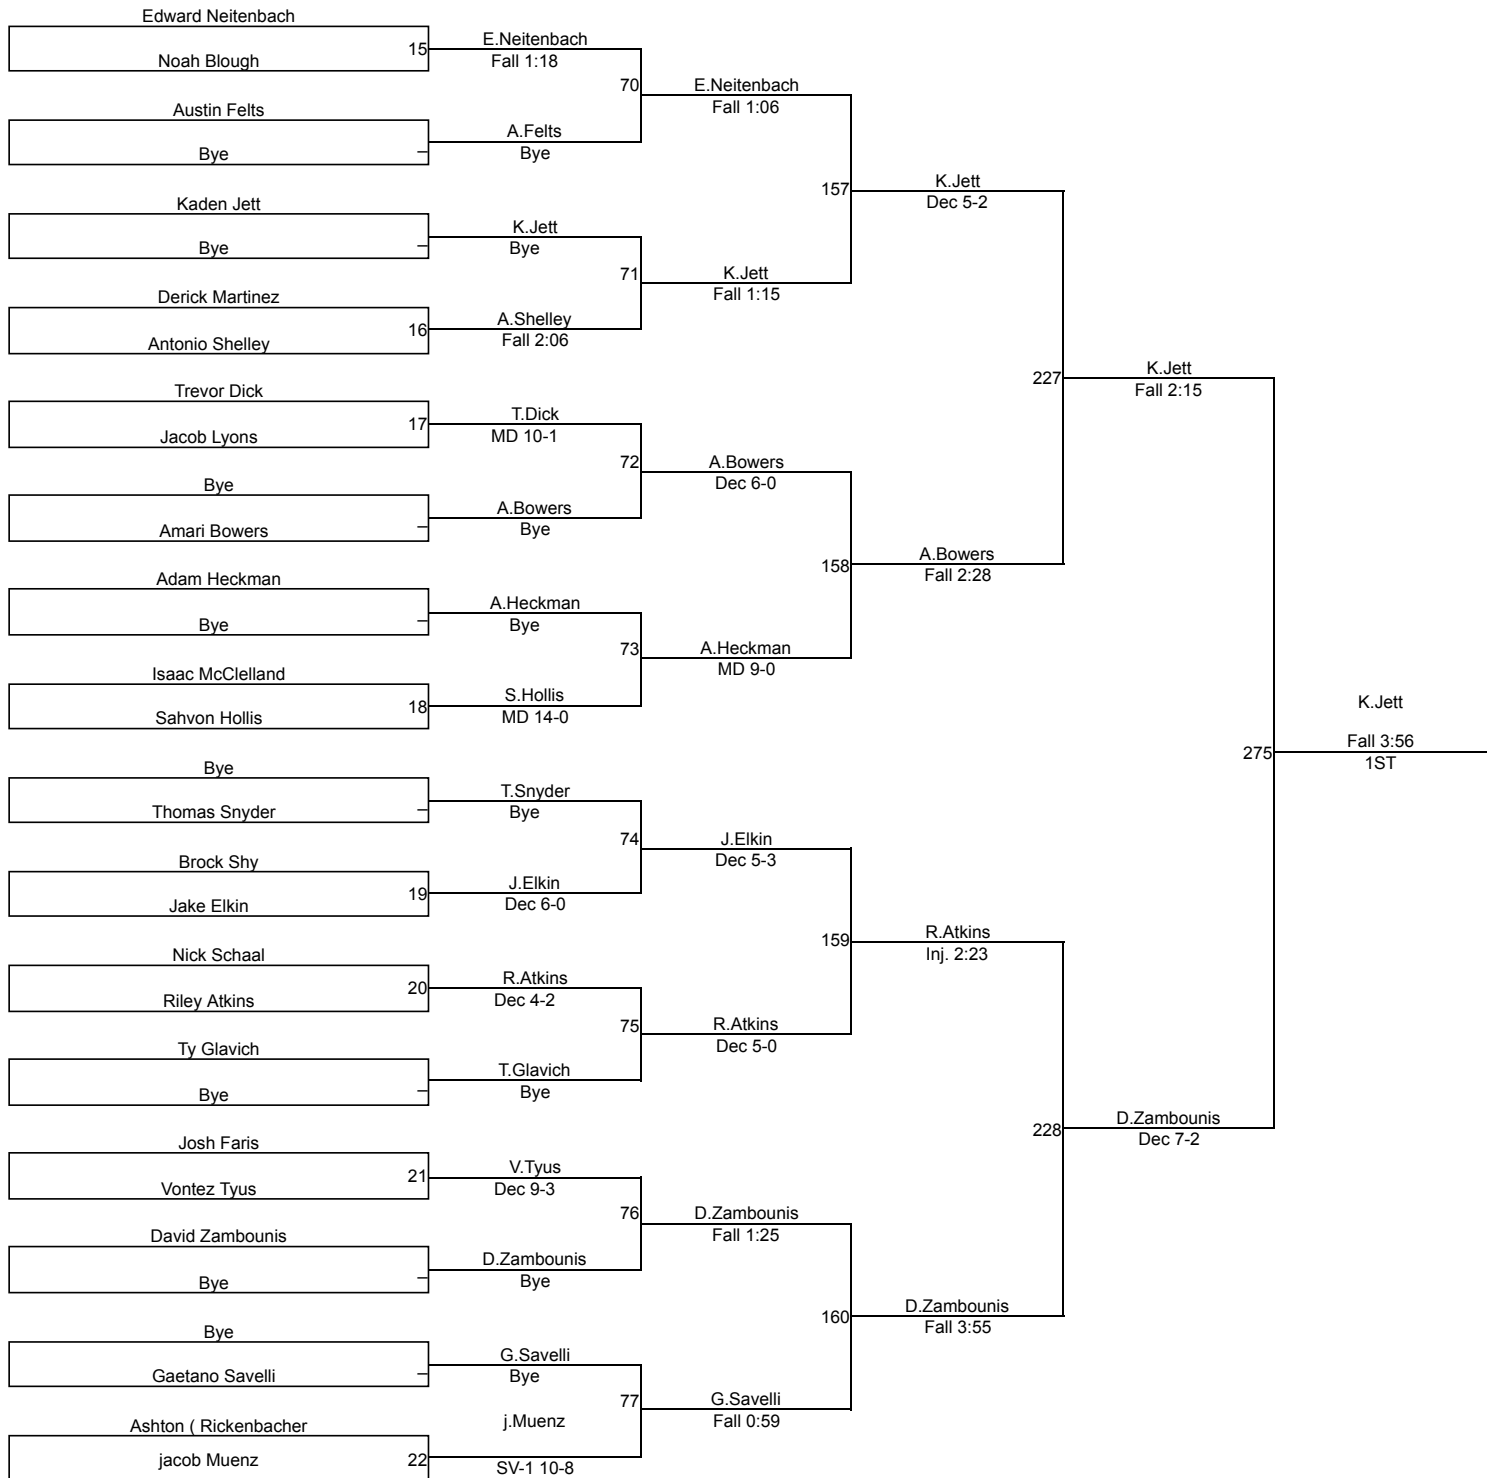 Edward Neitenbach
15
Noah Blough
E.Neitenbach
Fall 1:18
70
E.Neitenbach
Fall 1:06
Austin Felts
Bye
–
A.Felts
Bye
157
K.Jett
Dec 5-2
Kaden Jett
Bye
–
K.Jett
Bye
71
K.Jett
Fall 1:15
Derick Martinez
16
Antonio Shelley
A.Shelley
Fall 2:06
227
K.Jett
Fall 2:15
Trevor Dick
17
Jacob Lyons
T.Dick
MD 10-1
72
A.Bowers
Dec 6-0
Bye
–
Amari Bowers
A.Bowers
Bye
158
A.Bowers
Fall 2:28
Adam Heckman
Bye
–
A.Heckman
Bye
73
A.Heckman
MD 9-0
Isaac McClelland
18
Sahvon Hollis
S.Hollis
MD 14-0
275
K.Jett
Fall 3:56
1ST
Bye
–
Thomas Snyder
T.Snyder
Bye
74
J.Elkin
Dec 5-3
Brock Shy
19
Jake Elkin
J.Elkin
Dec 6-0
159
R.Atkins
Inj. 2:23
Nick Schaal
20
Riley Atkins
R.Atkins
Dec 4-2
75
R.Atkins
Dec 5-0
Ty Glavich
Bye
–
T.Glavich
Bye
228
D.Zambounis
Dec 7-2
Josh Faris
21
Vontez Tyus
V.Tyus
Dec 9-3
76
D.Zambounis
Fall 1:25
David Zambounis
Bye
–
D.Zambounis
Bye
160
D.Zambounis
Fall 3:55
Bye
–
Gaetano Savelli
G.Savelli
Bye
77
G.Savelli
Fall 0:59
Ashton ( Rickenbacher
22
jacob Muenz
j.Muenz
SV-1 10-8